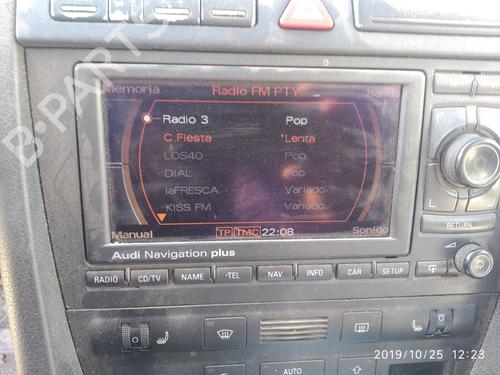 Memoria Radio FM PTY
Radio 3 Pop
C Fiesta Lenta
LOS40 Pop
DIAL Pop
laFRESCA Variado
KISS FM Variado
Manual TP TMC 22:08 Sonido
Audi Navigation plus
RETURN
RADIO CD/TV NAME TEL NAV INFO CAR SETUP
AUTO
2019/10/25 12:23